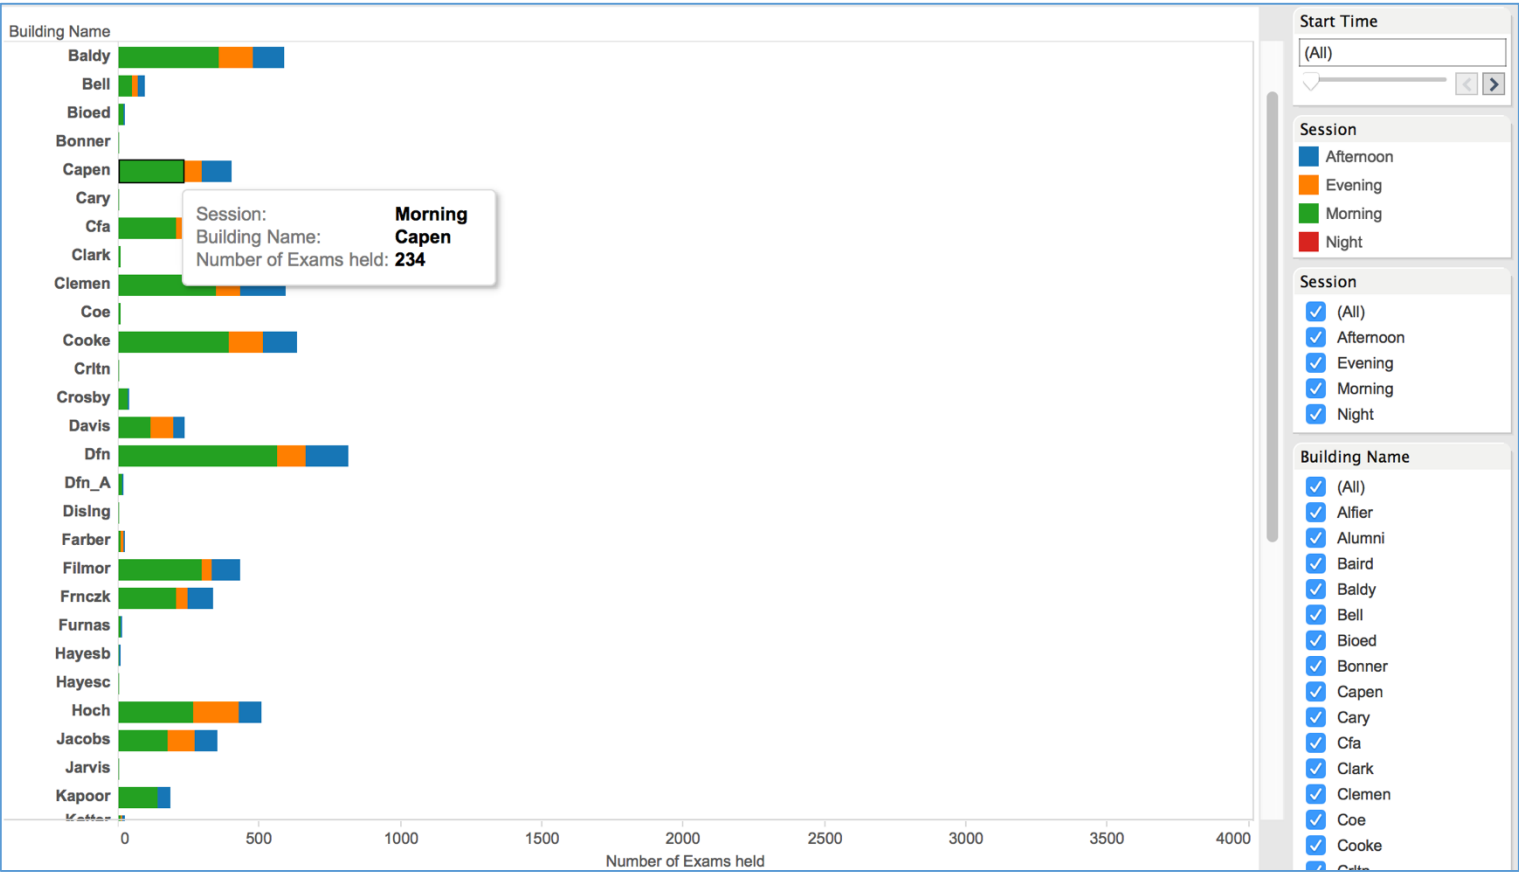 Building Name
Baldy
Bell
Bioed
Bonner
Capen
Cary
Cfa
Clark
Clemen
Coe
Cooke
Crltn
Crosby
Davis
Dfn
Dfn_A
Dislng
Farber
Filmor
Frnczk
Furnas
Hayesb
Hayesc
Hoch
Jacobs
Jarvis
Kapoor
Session: Morning
Building Name: Capen
Number of Exams held: 234
0 500 1000 1500 2000 2500 3000 3500 4000
Number of Exams held
Start Time
(All)
Session
Afternoon
Evening
Morning
Night
Session
(All)
Afternoon
Evening
Morning
Night
Building Name
(All)
Alfier
Alumni
Baird
Baldy
Bell
Bioed
Bonner
Capen
Cary
Cfa
Clark
Clemen
Coe
Cooke